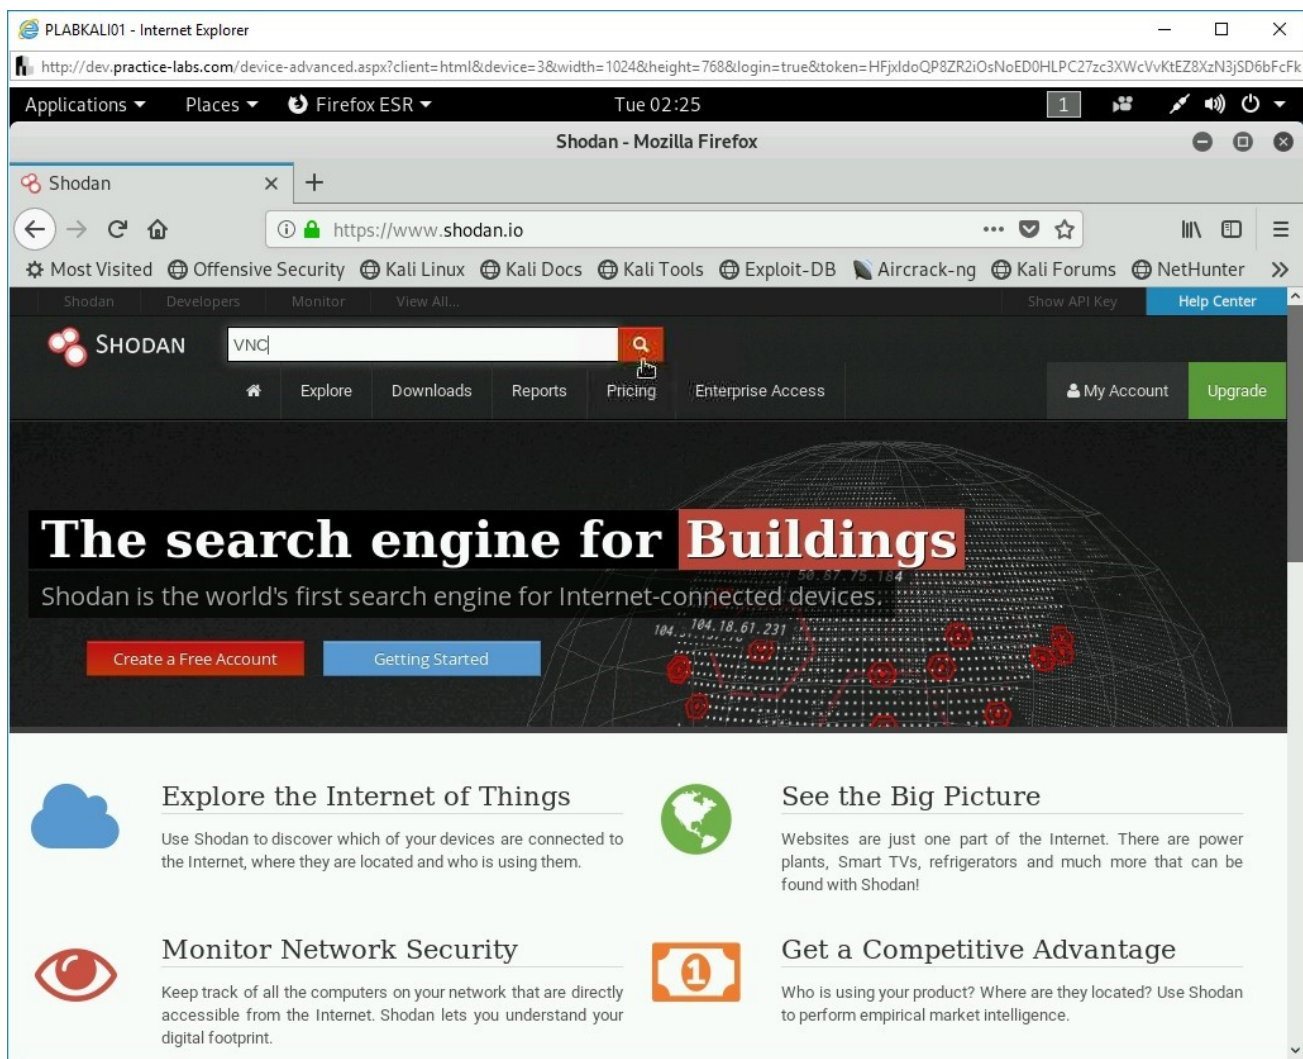 PLABKALI01 - Internet Explorer
http://dev.practice-labs.com/device-advanced.aspx?client=html&device=3&width=1024&height=768&login=true&token=HFjxIdoQP8ZR2iOsNoED0HLPC27zc3XWcVvKtEZ8XzN3jSD6bFcFk
Applications Places Firefox ESR Tue 02:25 1
Shodan - Mozilla Firefox
Shodan
https://www.shodan.io
Most Visited Offensive Security Kali Linux Kali Docs Kali Tools Exploit-DB Aircrack-ng Kali Forums NetHunter
Shodan Developers Monitor View All... Show API Key Help Center
SHODAN VNC
Explore Downloads Reports Pricing Enterprise Access My Account Upgrade
The search engine for Buildings
50.87.75.184
Shodan is the world's first search engine for Internet-connected devices.
104.18.61.231
Create a Free Account Getting Started
Explore the Internet of Things
Use Shodan to discover which of your devices are connected to
the Internet, where they are located and who is using them.
See the Big Picture
Websites are just one part of the Internet. There are power
plants, Smart TVs, refrigerators and much more that can be
found with Shodan!
Monitor Network Security
Keep track of all the computers on your network that are directly
accessible from the Internet. Shodan lets you understand your
digital footprint.
1
Get a Competitive Advantage
Who is using your product? Where are they located? Use Shodan
to perform empirical market intelligence.